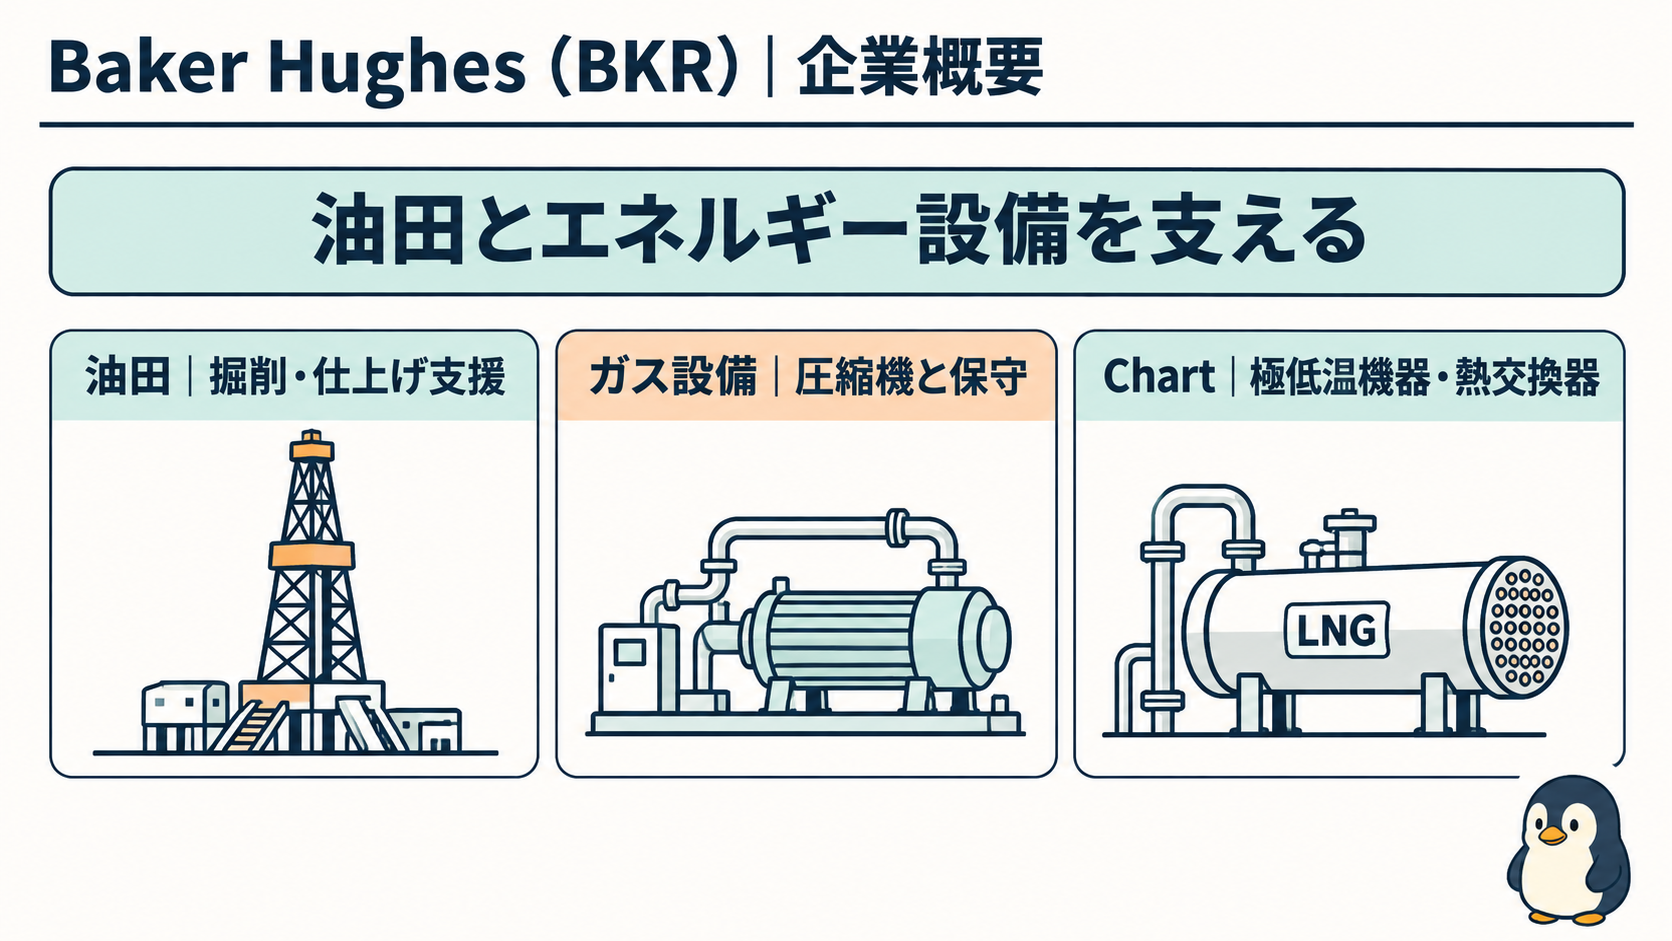 Baker Hughes（BKR）｜企業概要
油田とエネルギー設備を支える
油田｜掘削・仕上げ支援
ガス設備｜圧縮機と保守
Chart｜極低温機器・熱交換器
LNG